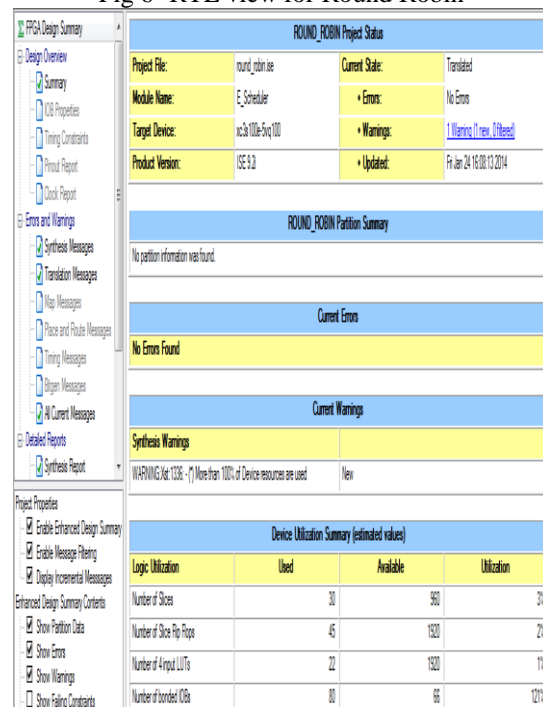 Fig 6 RTL view for Round Robin
FPGA Design Summary
Design Overview
Summary
IOB Properties
Timing Constraints
Pinout Report
Clock Report
Errors and Warnings
Synthesis Messages
Translation Messages
Map Messages
Place and Route Messages
Timing Messages
Bitgen Messages
All Current Messages
Detailed Reports
Synthesis Report
Project Properties
Enable Enhanced Design Summary
Enable Message Filtering
Display Incremental Messages
Enhanced Design Summary Contents
Show Partition Data
Show Errors
Show Warnings
Show Failing Constraints
ROUND_ROBIN Project Status
Project File: round_robin.ise Current State: Translated
Module Name: E_Scheduler • Errors: No Errors
Target Device: xc3s100e-5vq100 • Warnings: 1 Warning (1 new, 0 filtered)
Product Version: ISE 9.2i • Updated: Fri Jan 24 16:08:13 2014
ROUND_ROBIN Partition Summary
No partition information was found.
Current Errors
No Errors Found
Current Warnings
Synthesis Warnings
WARNING:Xst:1336 - (*) More than 100% of Device resources are used New
Device Utilization Summary (estimated values)
Logic Utilization Used Available Utilization
Number of Slices 30 960 3%
Number of Slice Flip Flops 45 1920 2%
Number of 4 input LUTs 22 1920 1%
Number of bonded IOBs 80 66 121%